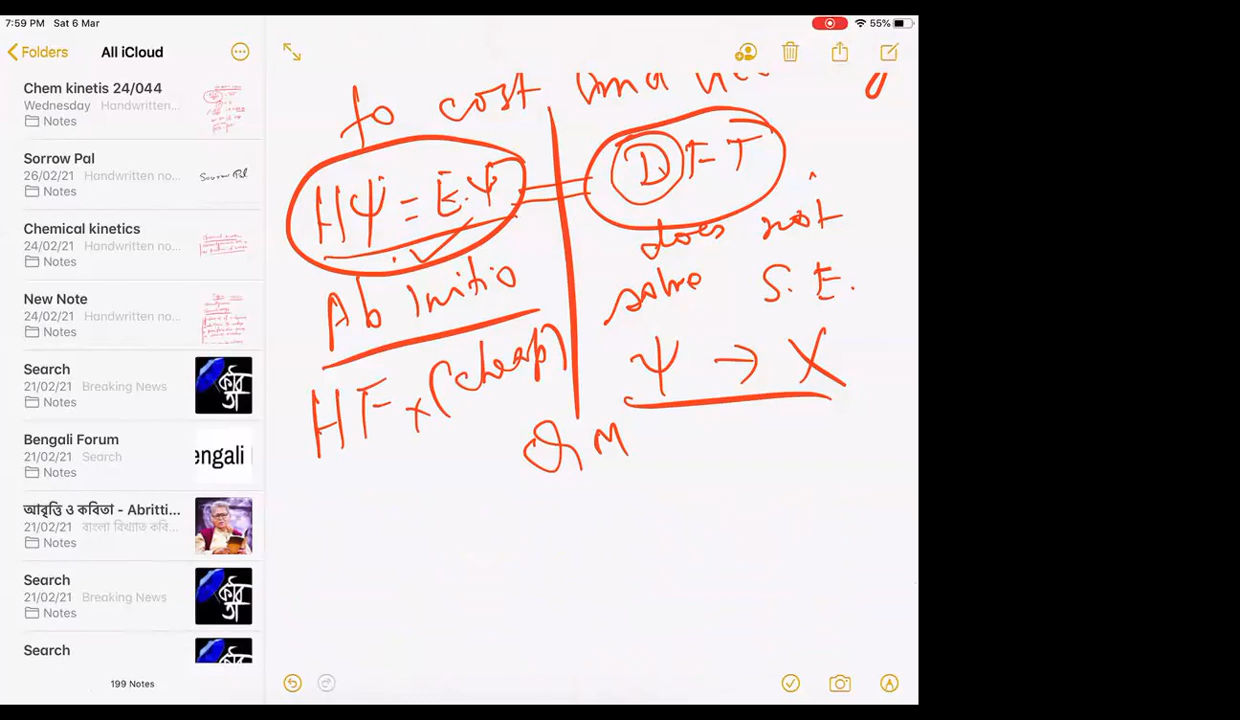 7:59 PM Sat 6 Mar
55%
Folders
All iCloud
Chem kinetis 24/044
Wednesday Handwritten...
Notes
Sorrow Pal
26/02/21 Handwritten no...
Notes
Chemical kinetics
24/02/21 Handwritten no...
Notes
New Note
24/02/21 Handwritten no...
Notes
Search
21/02/21 Breaking News
Notes
Bengali Forum
21/02/21 Search
Notes
engali
আবৃত্তি ও কবিতা - Abritti...
21/02/21 বাংলা বিখ্যাত কবি...
Notes
Search
21/02/21 Breaking News
Notes
Search
199 Notes
to cost
HΨ = E.Ψ
Ab initio
HF x (cheap)
DFT
does not
solve S.E.
Ψ → X
QM